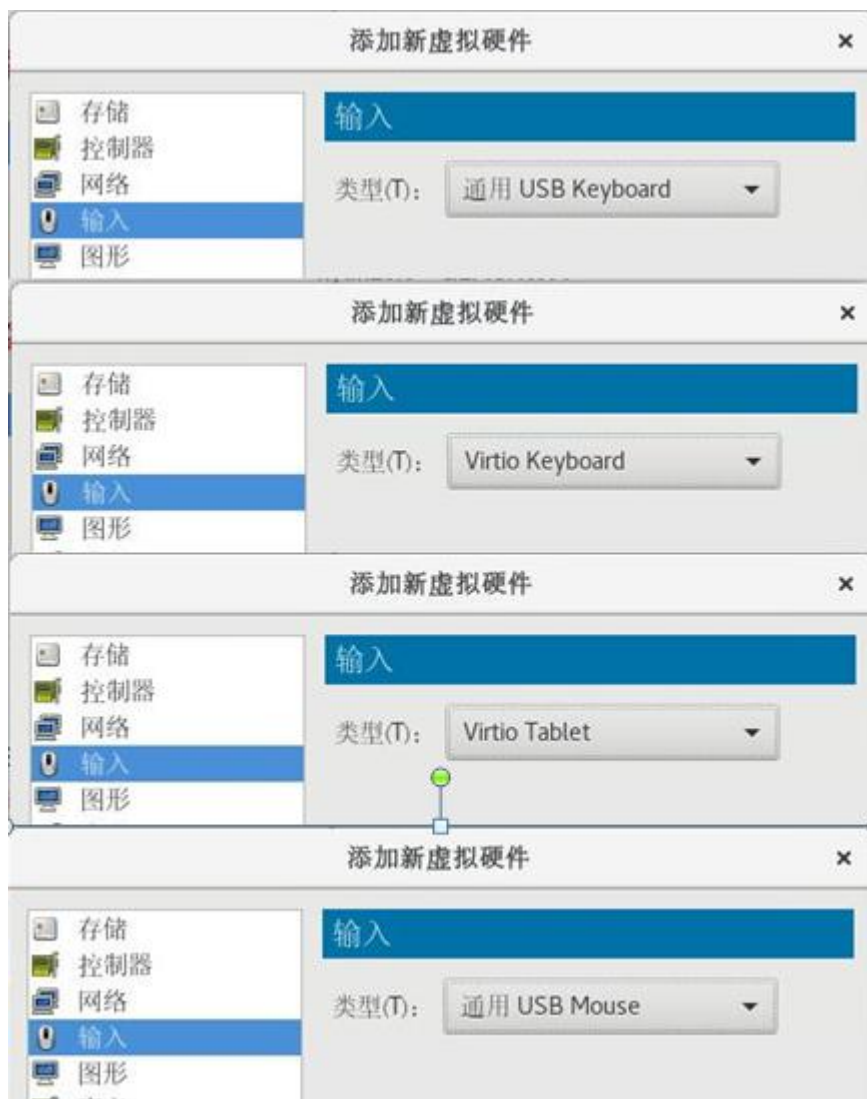 添加新虚拟硬件 ×
存储
控制器
网络
输入
图形
输入
类型(T): 通用 USB Keyboard
添加新虚拟硬件 ×
存储
控制器
网络
输入
图形
输入
类型(T): Virtio Keyboard
添加新虚拟硬件 ×
存储
控制器
网络
输入
图形
输入
类型(T): Virtio Tablet
添加新虚拟硬件 ×
存储
控制器
网络
输入
图形
输入
类型(T): 通用 USB Mouse